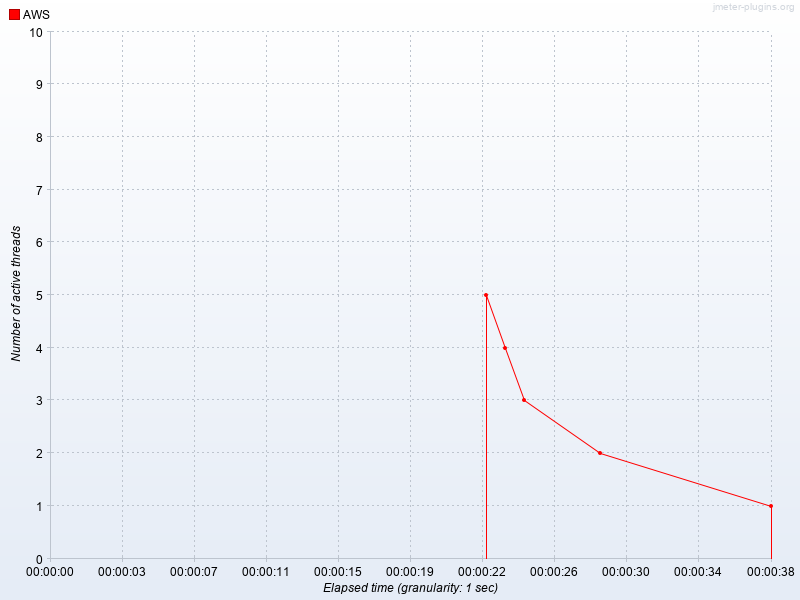 jmeter-plugins.org
AWS
10
9
8
7
6
5
4
3
2
1
0
Number of active threads
00:00:00 00:00:03 00:00:07 00:00:11 00:00:15 00:00:19 00:00:22 00:00:26 00:00:30 00:00:34 00:00:38
Elapsed time (granularity: 1 sec)